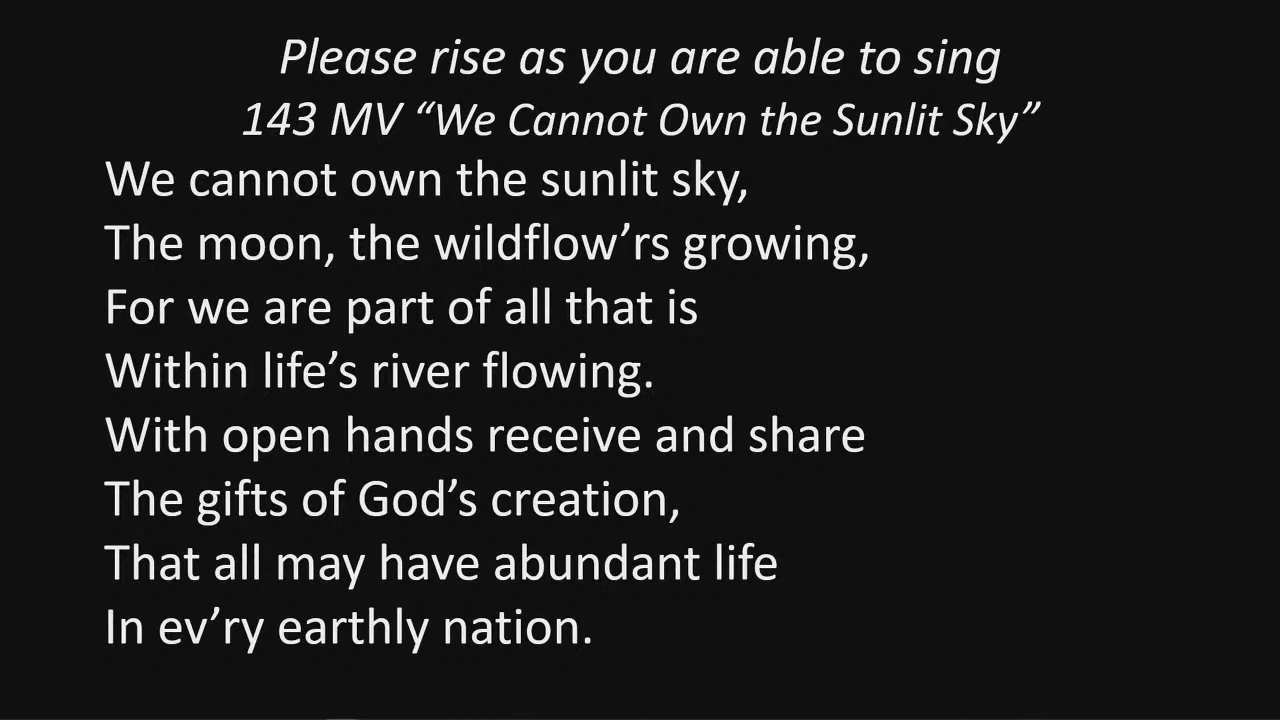 Please rise as you are able to sing
143 MV “We Cannot Own the Sunlit Sky”
We cannot own the sunlit sky,
The moon, the wildflow’rs growing,
For we are part of all that is
Within life’s river flowing.
With open hands receive and share
The gifts of God’s creation,
That all may have abundant life
In ev’ry earthly nation.